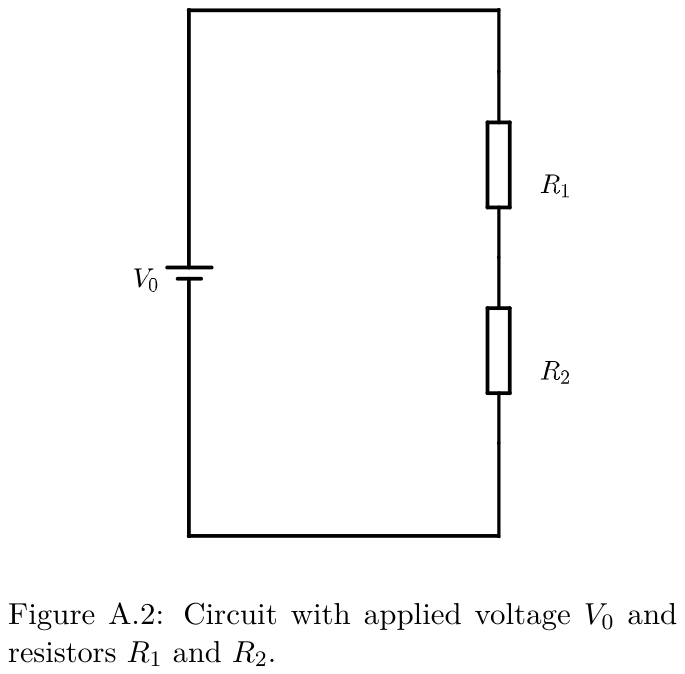 R₁
V₀
R₂
Figure A.2: Circuit with applied voltage V₀ and
resistors R₁ and R₂.